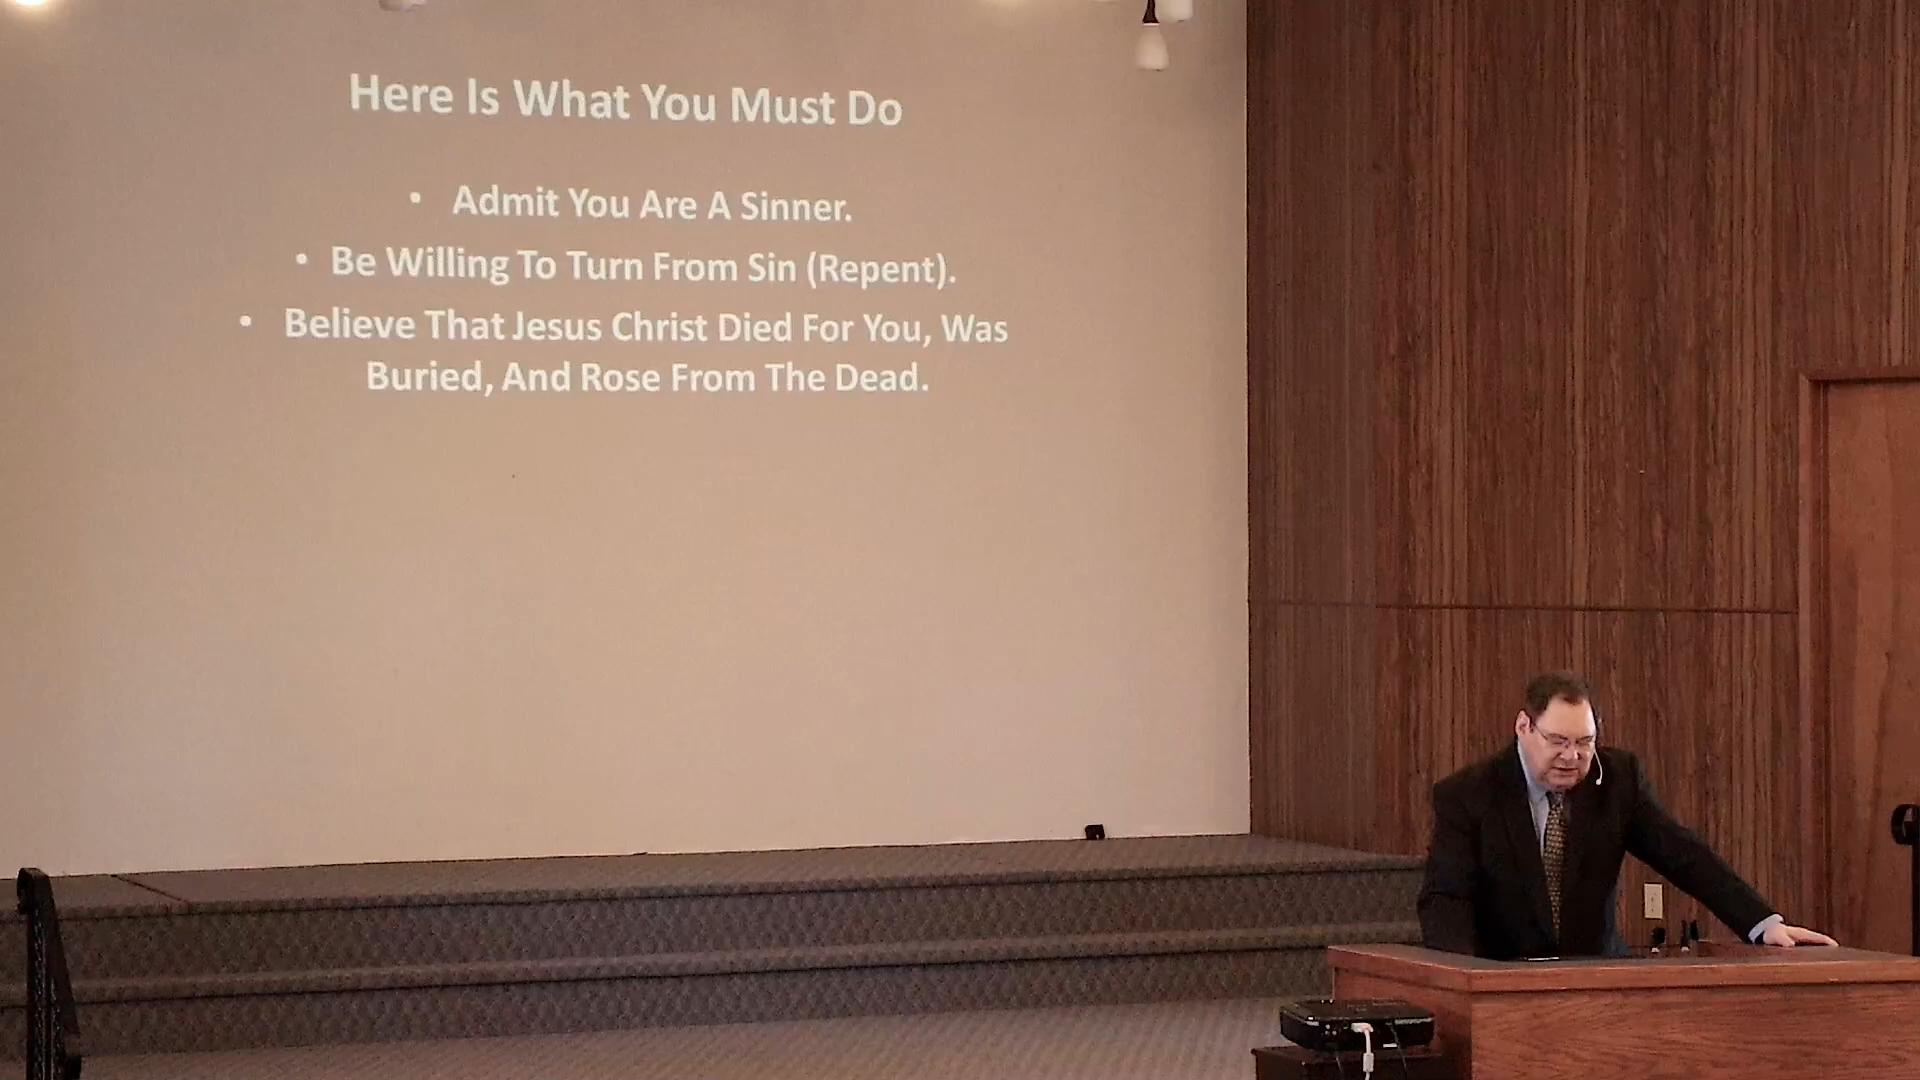 Here Is What You Must Do
• Admit You Are A Sinner.
• Be Willing To Turn From Sin (Repent).
• Believe That Jesus Christ Died For You, Was
Buried, And Rose From The Dead.